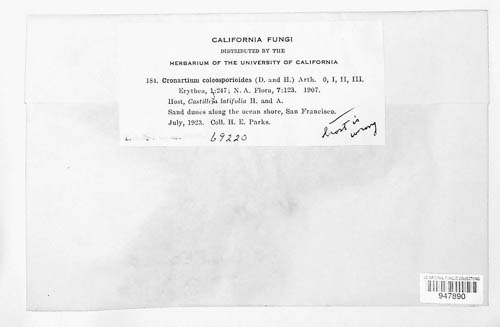 CALIFORNIA FUNGI
DISTRIBUTED BY THE
HERBARIUM OF THE UNIVERSITY OF CALIFORNIA
184. Cronartium coleosporioides (D. and H.) Arth. 0, I, II, III.
Erythea, 1:247; N. A. Flora, 7:123. 1907.
Host, Castilleja latifolia H. and A.
Sand dunes along the ocean shore, San Francisco.
July, 1923. Coll. H. E. Parks.
host is
wrong
69220
947890